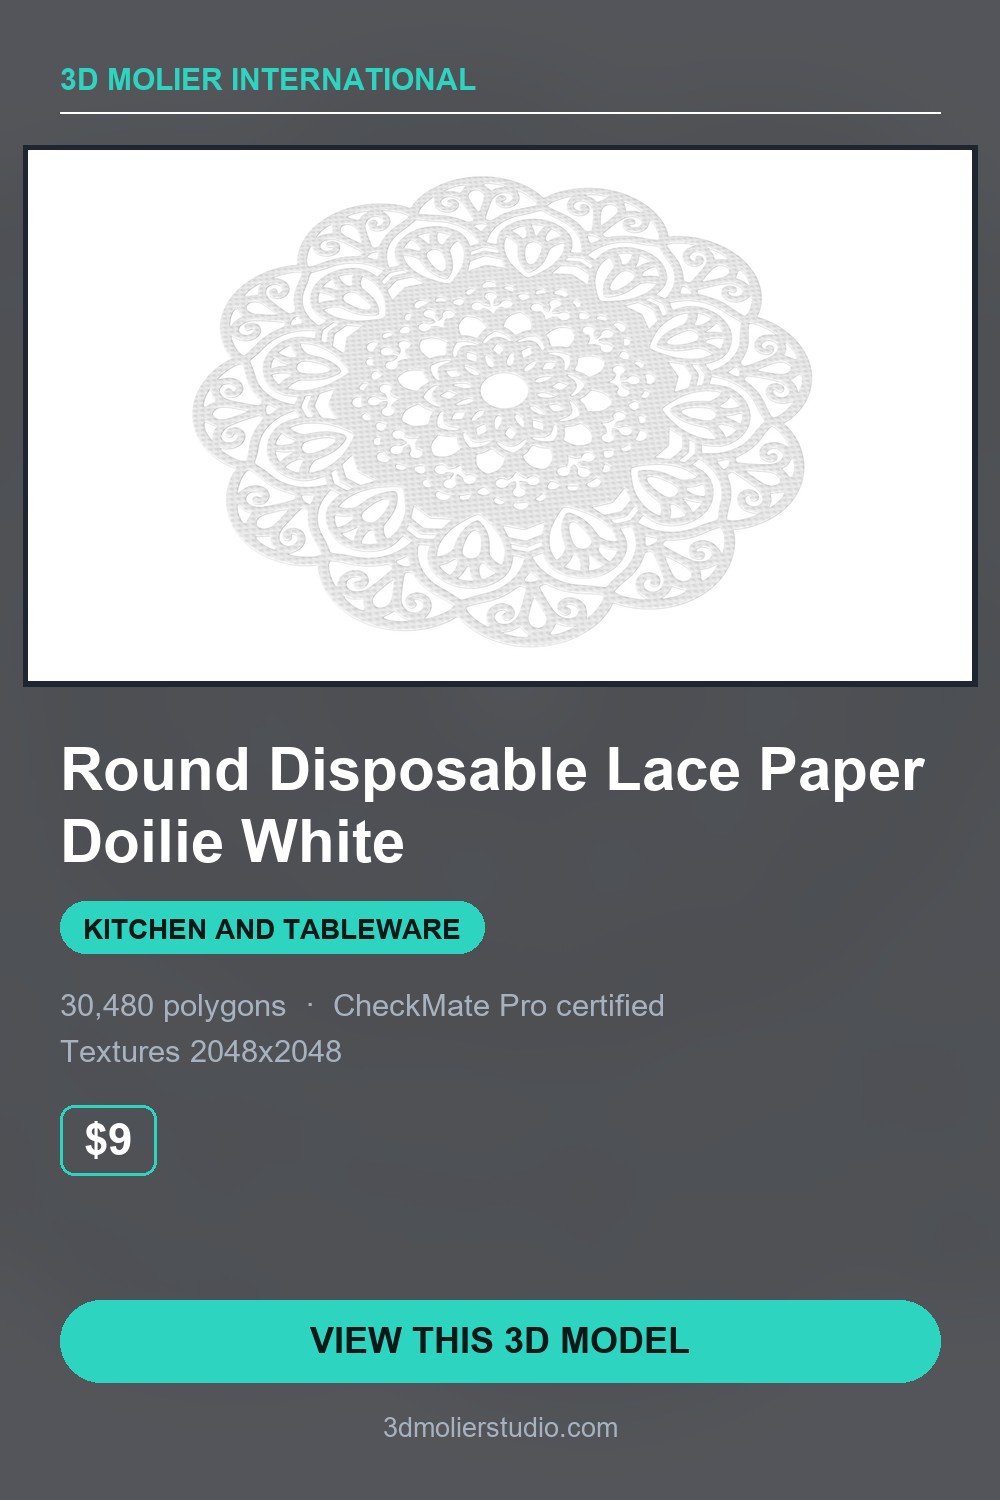 3D MOLIER INTERNATIONAL
Round Disposable Lace Paper
Doilie White
KITCHEN AND TABLEWARE
30,480 polygons · CheckMate Pro certified
Textures 2048x2048
$9
VIEW THIS 3D MODEL
3dmolierstudio.com